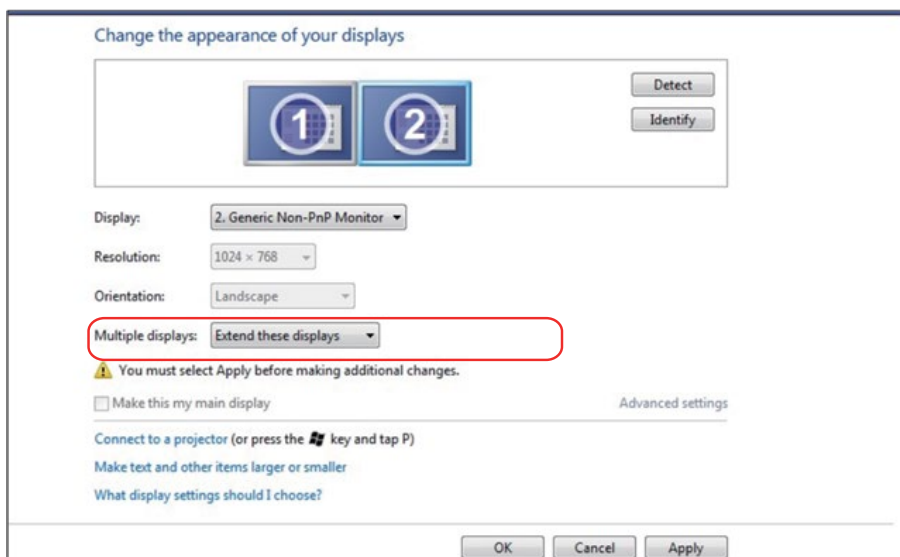 Change the appearance of your displays
1 2
Detect
Identify
Display: 2. Generic Non-PnP Monitor
Resolution: 1024 × 768
Orientation: Landscape
Multiple displays: Extend these displays
You must select Apply before making additional changes.
Make this my main display Advanced settings
Connect to a projector (or press the key and tap P)
Make text and other items larger or smaller
What display settings should I choose?
OK Cancel Apply